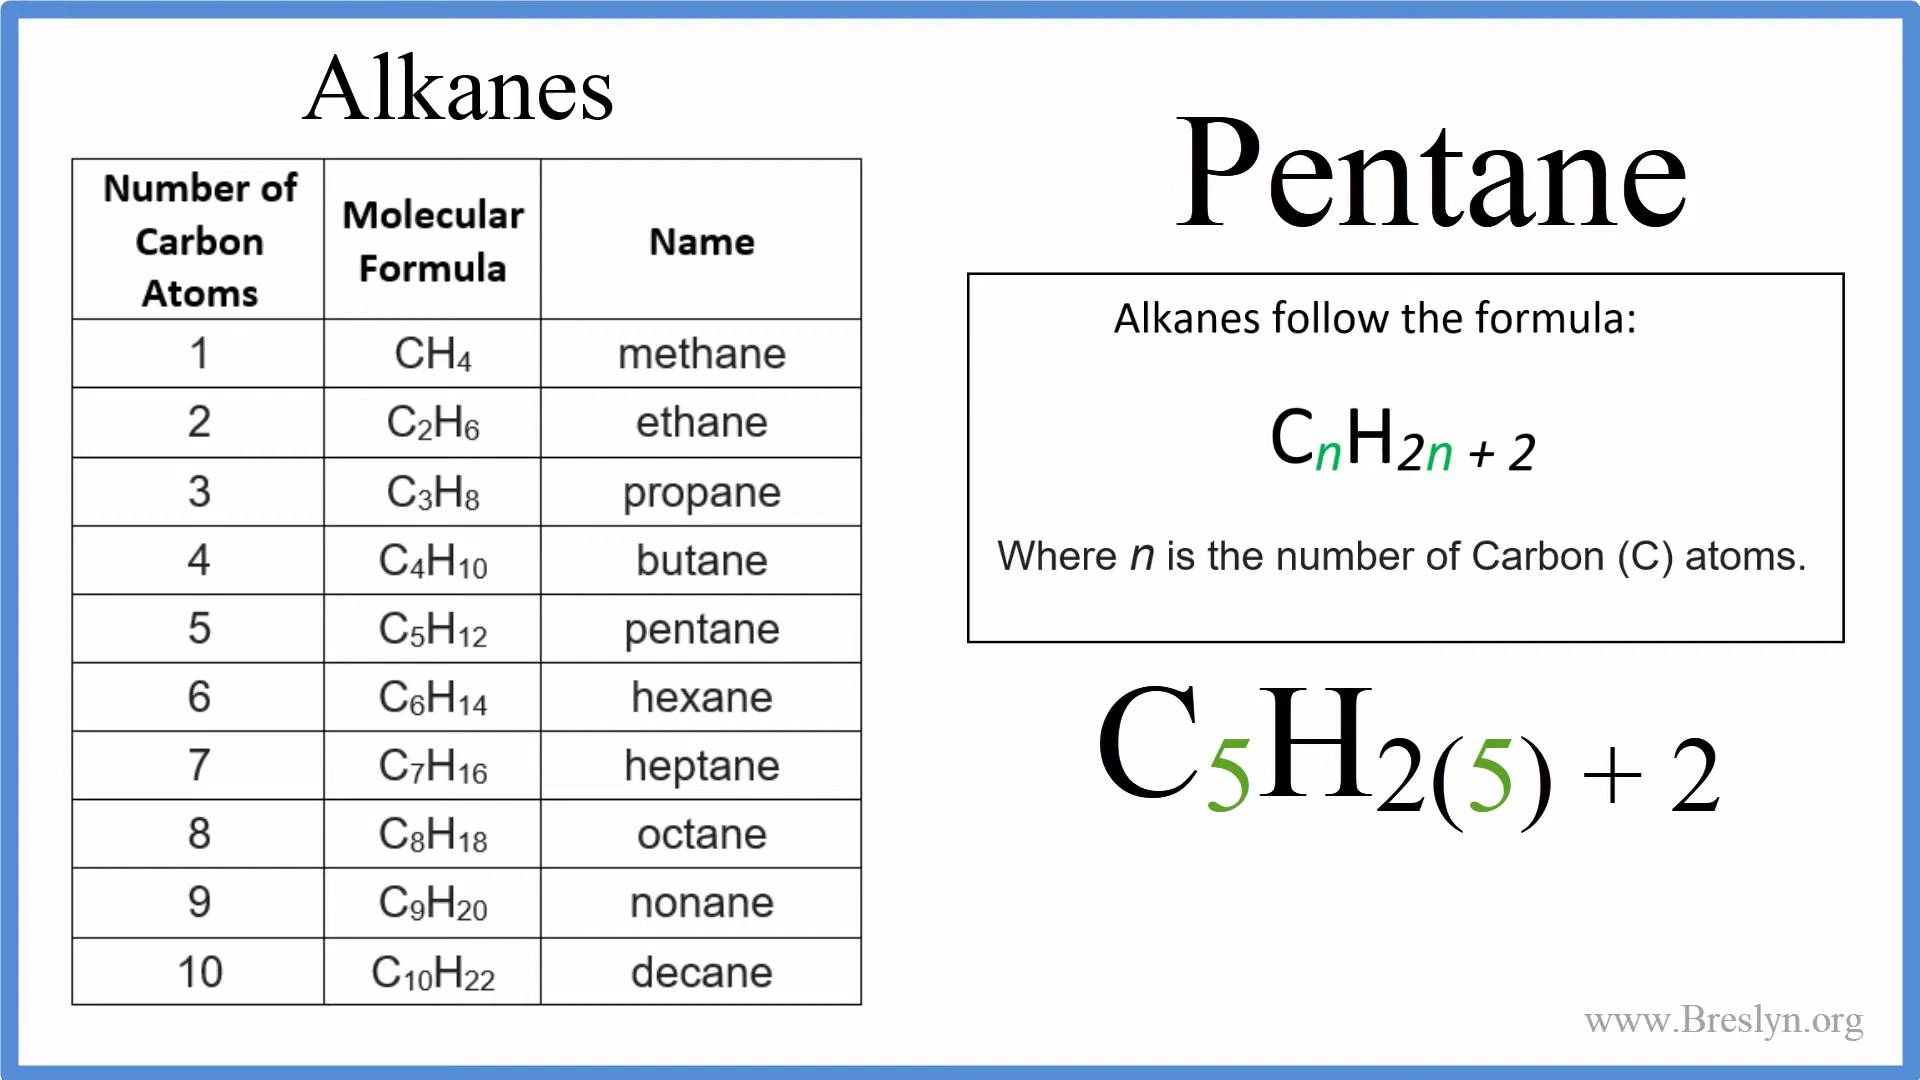 Alkanes
Number of Carbon Atoms | Molecular Formula | Name
1 | CH₄ | methane
2 | C₂H₆ | ethane
3 | C₃H₈ | propane
4 | C₄H₁₀ | butane
5 | C₅H₁₂ | pentane
6 | C₆H₁₄ | hexane
7 | C₇H₁₆ | heptane
8 | C₈H₁₈ | octane
9 | C₉H₂₀ | nonane
10 | C₁₀H₂₂ | decane
Pentane
Alkanes follow the formula:
CₙH₂ₙ ₊ ₂
Where n is the number of Carbon (C) atoms.
C₅H₂₍₅₎ ₊ ₂
www.Breslyn.org